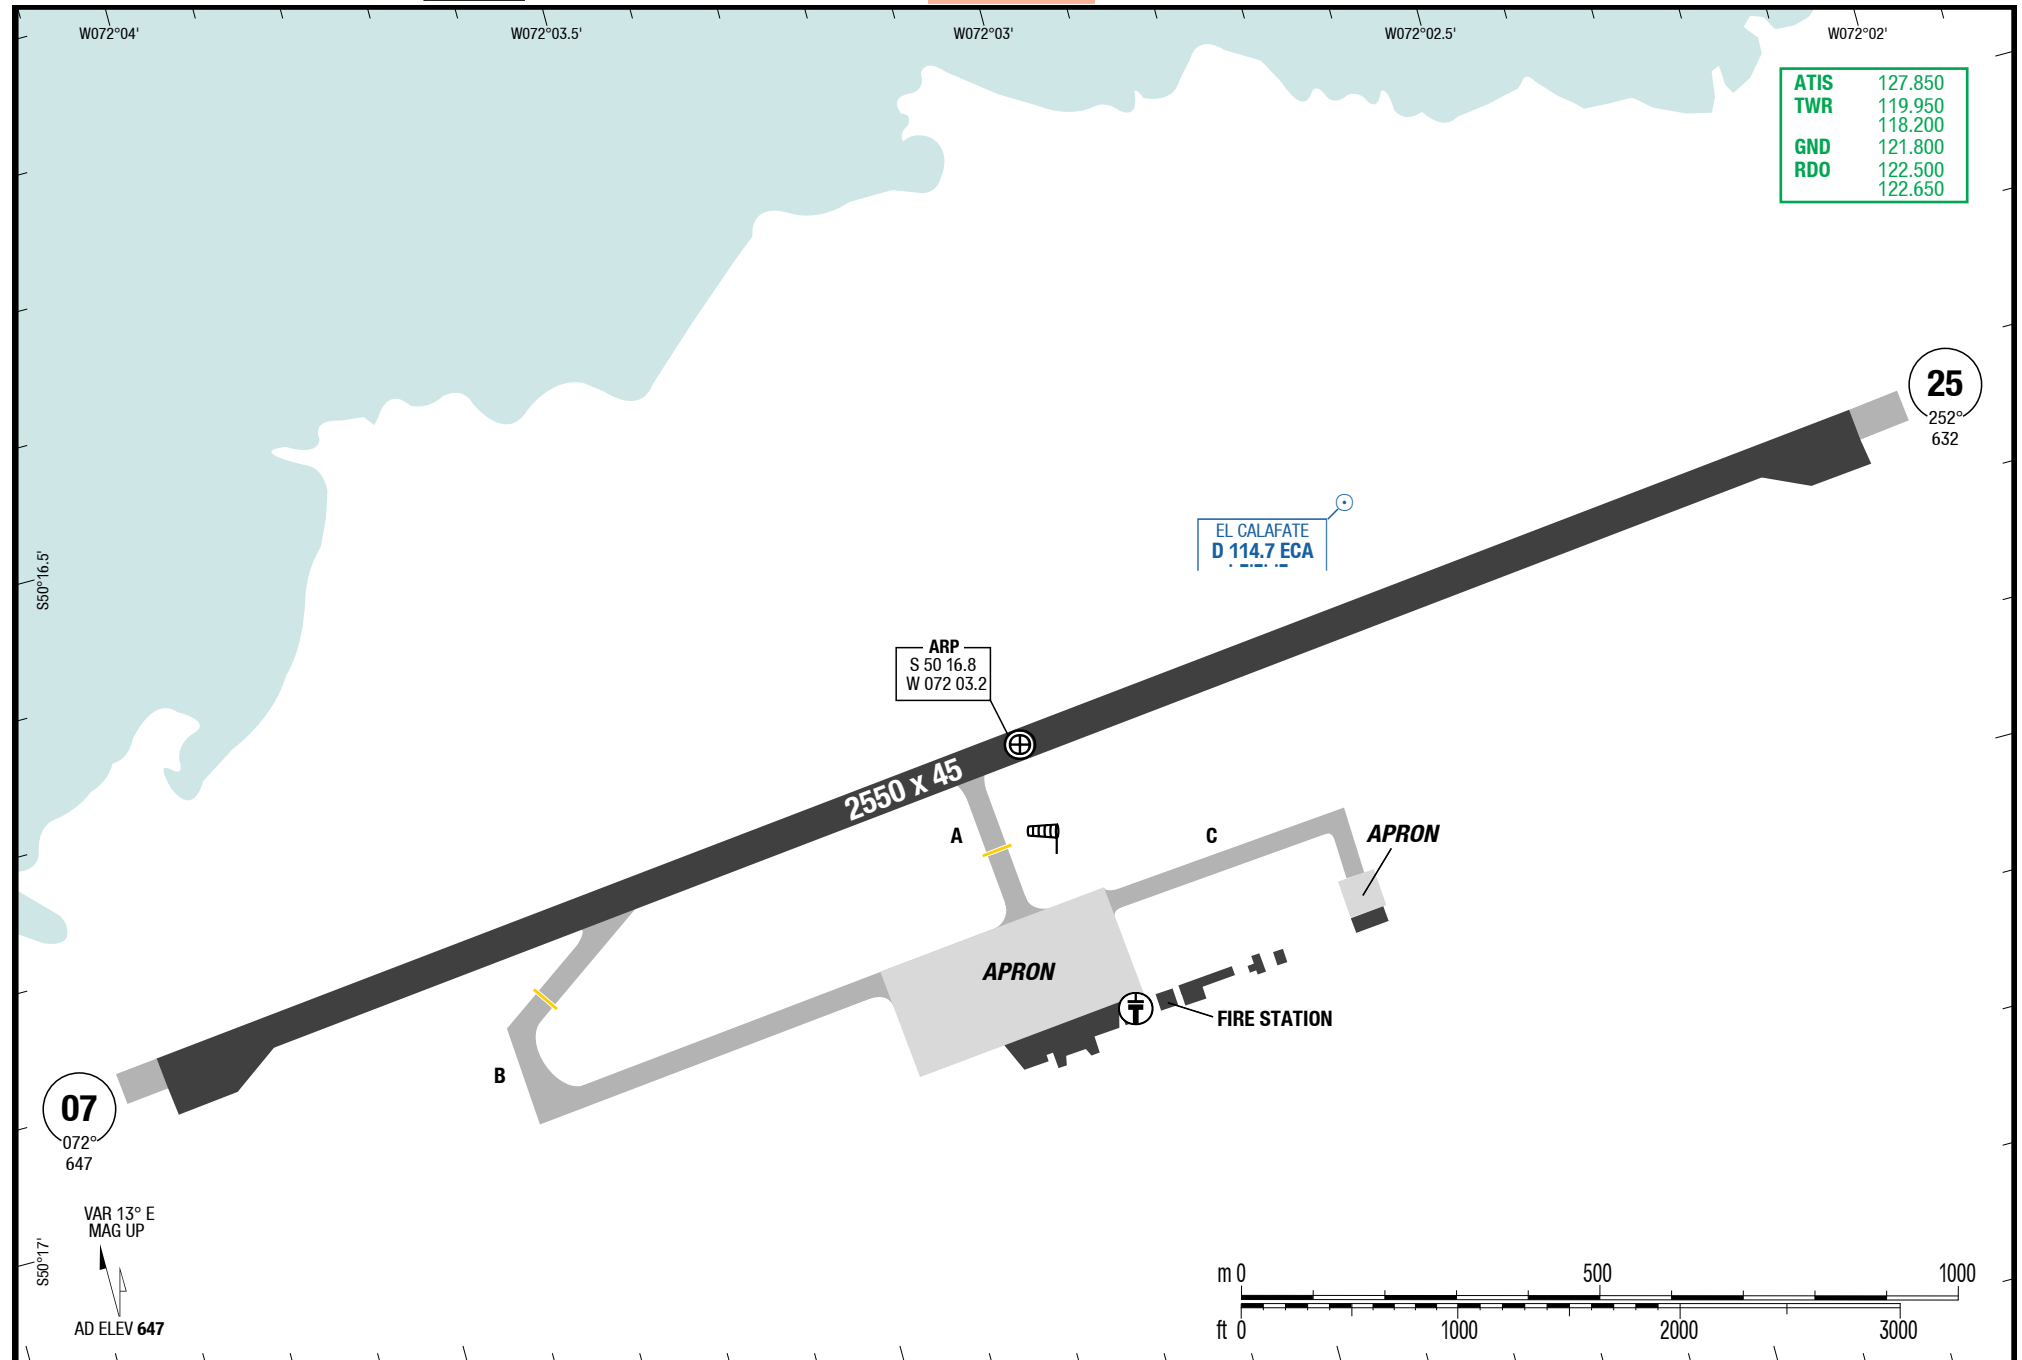 W072°04'
W072°03.5'
W072°03'
W072°02.5'
W072°02'
ATIS 127.850
TWR 119.950
118.200
GND 121.800
RDO 122.500
122.650
25
252°
632
EL CALAFATE
D 114.7 ECA
S50°16.5'
ARP
S 50 16.8
W 072 03.2
2550 x 45
A
C
APRON
APRON
FIRE STATION
B
07
072°
647
VAR 13° E
MAG UP
S50°17'
AD ELEV 647
m 0 500 1000
ft 0 1000 2000 3000